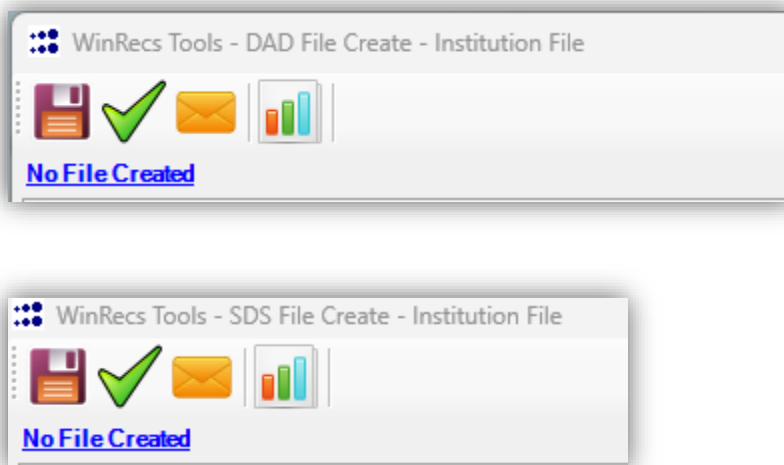 WinRecs Tools - DAD File Create - Institution File
No File Created
WinRecs Tools - SDS File Create - Institution File
No File Created